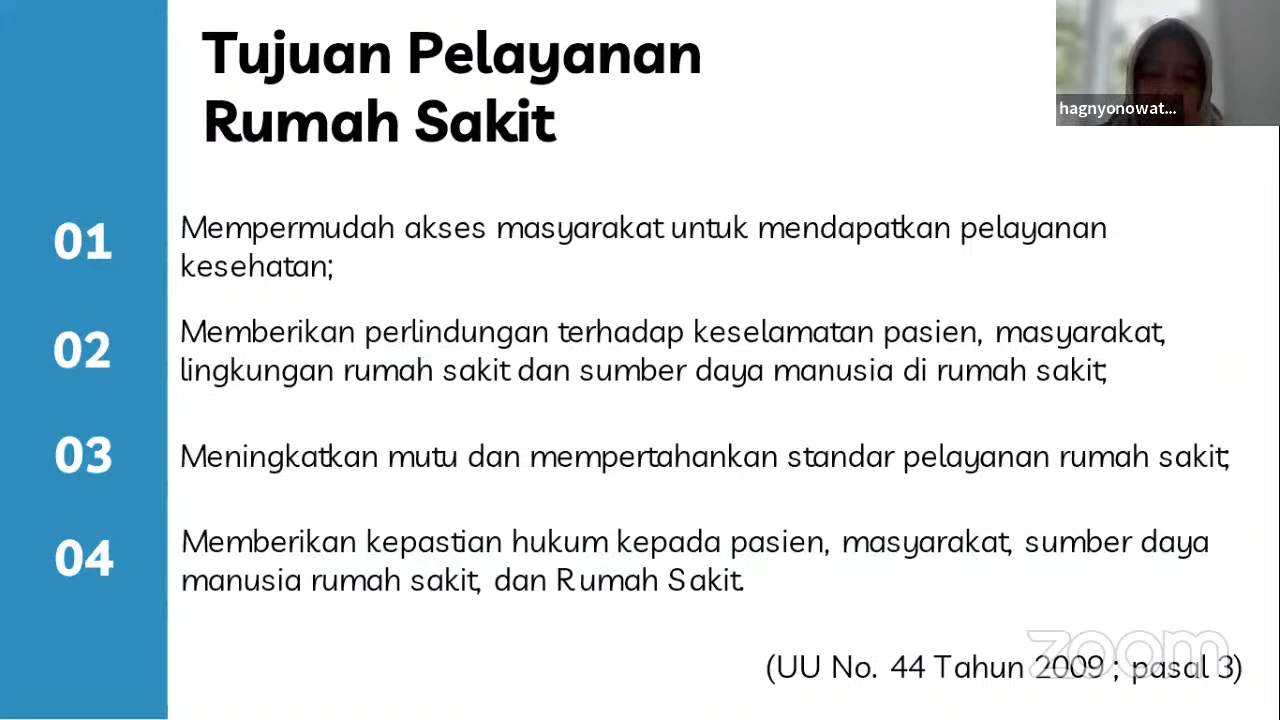 Tujuan Pelayanan
Rumah Sakit
hagnyonowat...
01
Mempermudah akses masyarakat untuk mendapatkan pelayanan
kesehatan;
02
Memberikan perlindungan terhadap keselamatan pasien, masyarakat,
lingkungan rumah sakit dan sumber daya manusia di rumah sakit;
03
Meningkatkan mutu dan mempertahankan standar pelayanan rumah sakit;
04
Memberikan kepastian hukum kepada pasien, masyarakat, sumber daya
manusia rumah sakit, dan Rumah Sakit.
zoom
(UU No. 44 Tahun 2009 ; pasal 3)